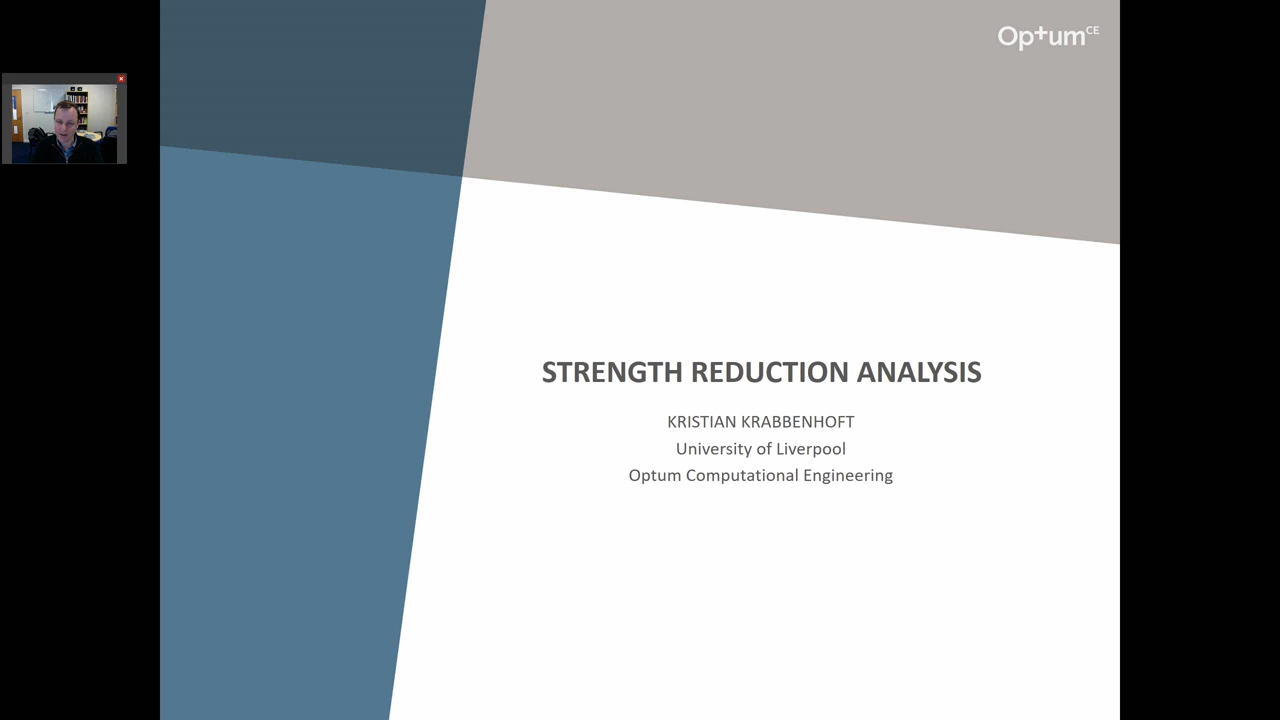 Optum CE
STRENGTH REDUCTION ANALYSIS
KRISTIAN KRABBENHOFT
University of Liverpool
Optum Computational Engineering